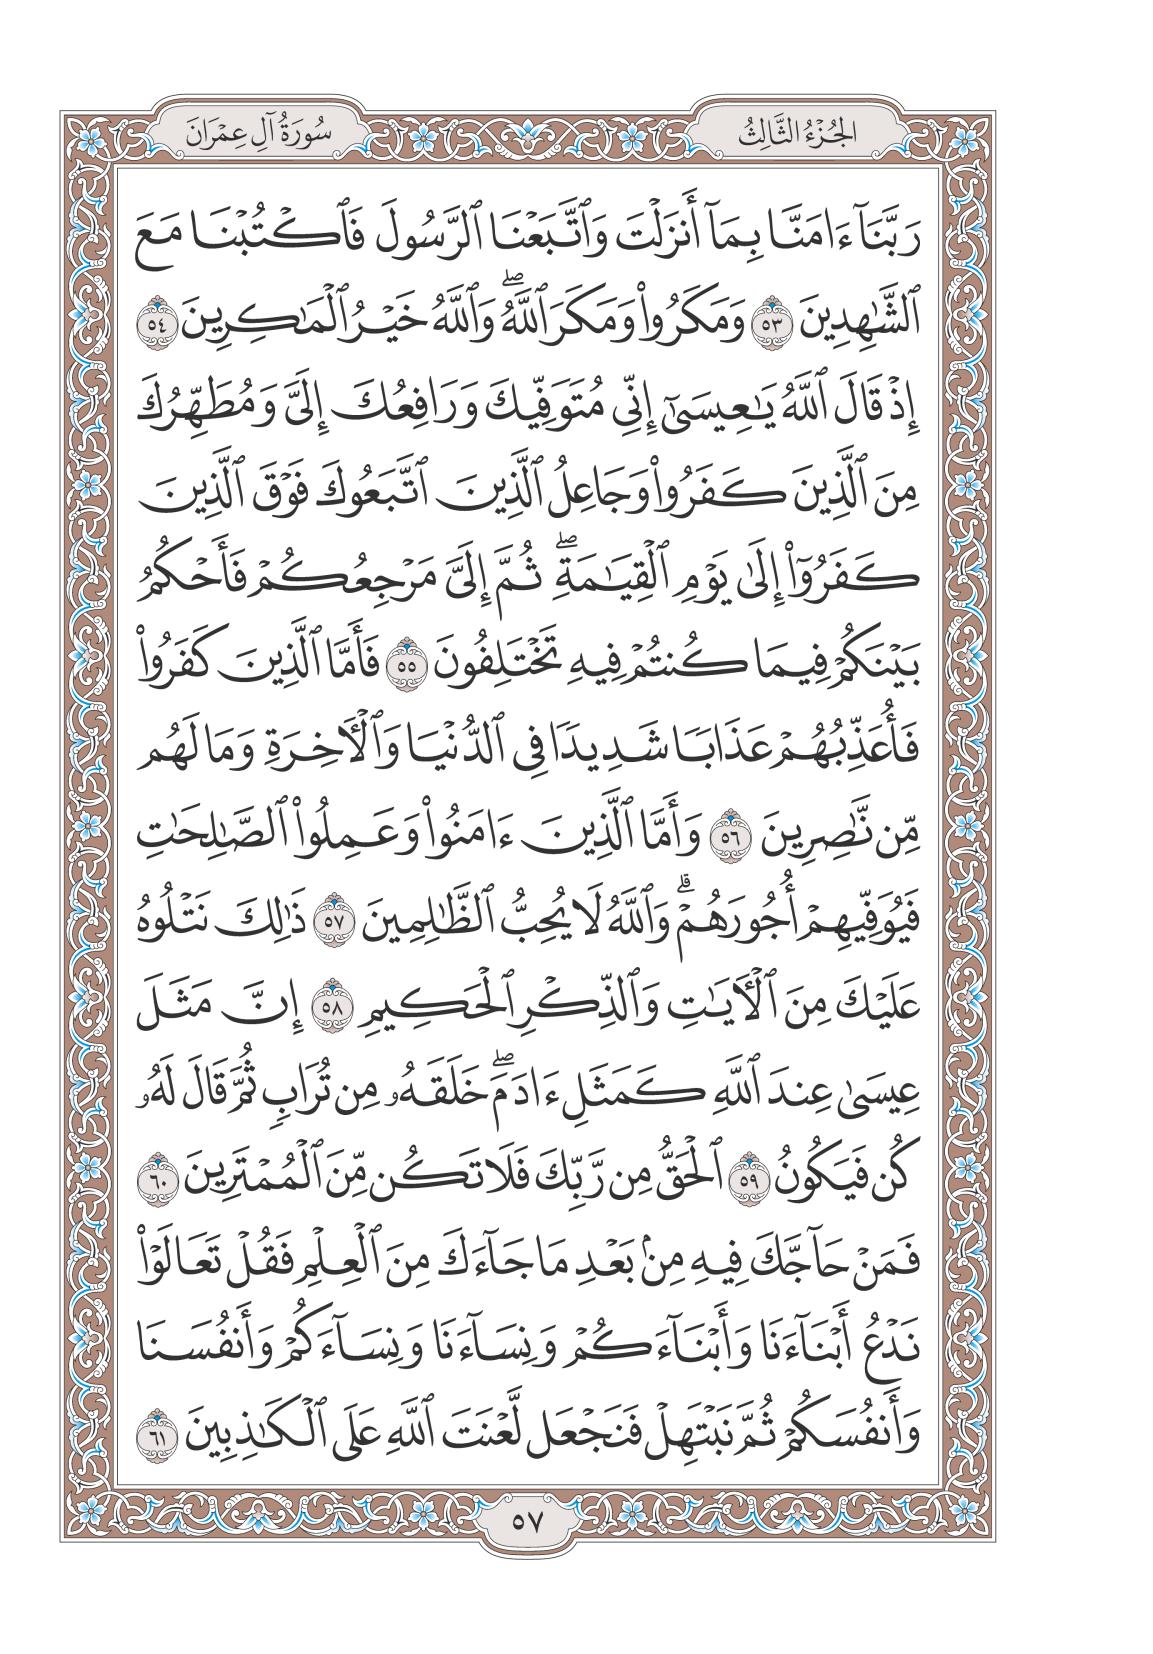 الجُزْءُ الثَّالِثُ
سُورَةُ آلِ عِمْرَانَ
رَبَّنَآ ءَامَنَّا بِمَآ أَنزَلْتَ وَٱتَّبَعْنَا ٱلرَّسُولَ فَٱكْتُبْنَا مَعَ
ٱلشَّٰهِدِينَ ٥٣ وَمَكَرُوا۟ وَمَكَرَ ٱللَّهُ ۖ وَٱللَّهُ خَيْرُ ٱلْمَٰكِرِينَ ٥٤
إِذْ قَالَ ٱللَّهُ يَٰعِيسَىٰٓ إِنِّى مُتَوَفِّيكَ وَرَافِعُكَ إِلَىَّ وَمُطَهِّرُكَ
مِنَ ٱلَّذِينَ كَفَرُوا۟ وَجَاعِلُ ٱلَّذِينَ ٱتَّبَعُوكَ فَوْقَ ٱلَّذِينَ
كَفَرُوٓا۟ إِلَىٰ يَوْمِ ٱلْقِيَٰمَةِ ۖ ثُمَّ إِلَىَّ مَرْجِعُكُمْ فَأَحْكُمُ
بَيْنَكُمْ فِيمَا كُنتُمْ فِيهِ تَخْتَلِفُونَ ٥٥ فَأَمَّا ٱلَّذِينَ كَفَرُوا۟
فَأُعَذِّبُهُمْ عَذَابًا شَدِيدًا فِى ٱلدُّنْيَا وَٱلْـَٔاخِرَةِ وَمَا لَهُم
مِّن نَّٰصِرِينَ ٥٦ وَأَمَّا ٱلَّذِينَ ءَامَنُوا۟ وَعَمِلُوا۟ ٱلصَّٰلِحَٰتِ
فَيُوَفِّيهِمْ أُجُورَهُمْ ۗ وَٱللَّهُ لَا يُحِبُّ ٱلظَّٰلِمِينَ ٥٧ ذَٰلِكَ نَتْلُوهُ
عَلَيْكَ مِنَ ٱلْـَٔايَٰتِ وَٱلذِّكْرِ ٱلْحَكِيمِ ٥٨ إِنَّ مَثَلَ
عِيسَىٰ عِندَ ٱللَّهِ كَمَثَلِ ءَادَمَ ۖ خَلَقَهُۥ مِن تُرَابٍ ثُمَّ قَالَ لَهُۥ
كُن فَيَكُونُ ٥٩ ٱلْحَقُّ مِن رَّبِّكَ فَلَا تَكُن مِّنَ ٱلْمُمْتَرِينَ ٦٠
فَمَنْ حَآجَّكَ فِيهِ مِنۢ بَعْدِ مَا جَآءَكَ مِنَ ٱلْعِلْمِ فَقُلْ تَعَالَوْا۟
نَدْعُ أَبْنَآءَنَا وَأَبْنَآءَكُمْ وَنِسَآءَنَا وَنِسَآءَكُمْ وَأَنفُسَنَا
وَأَنفُسَكُمْ ثُمَّ نَبْتَهِلْ فَنَجْعَل لَّعْنَتَ ٱللَّهِ عَلَى ٱلْكَٰذِبِينَ ٦١
٥٧